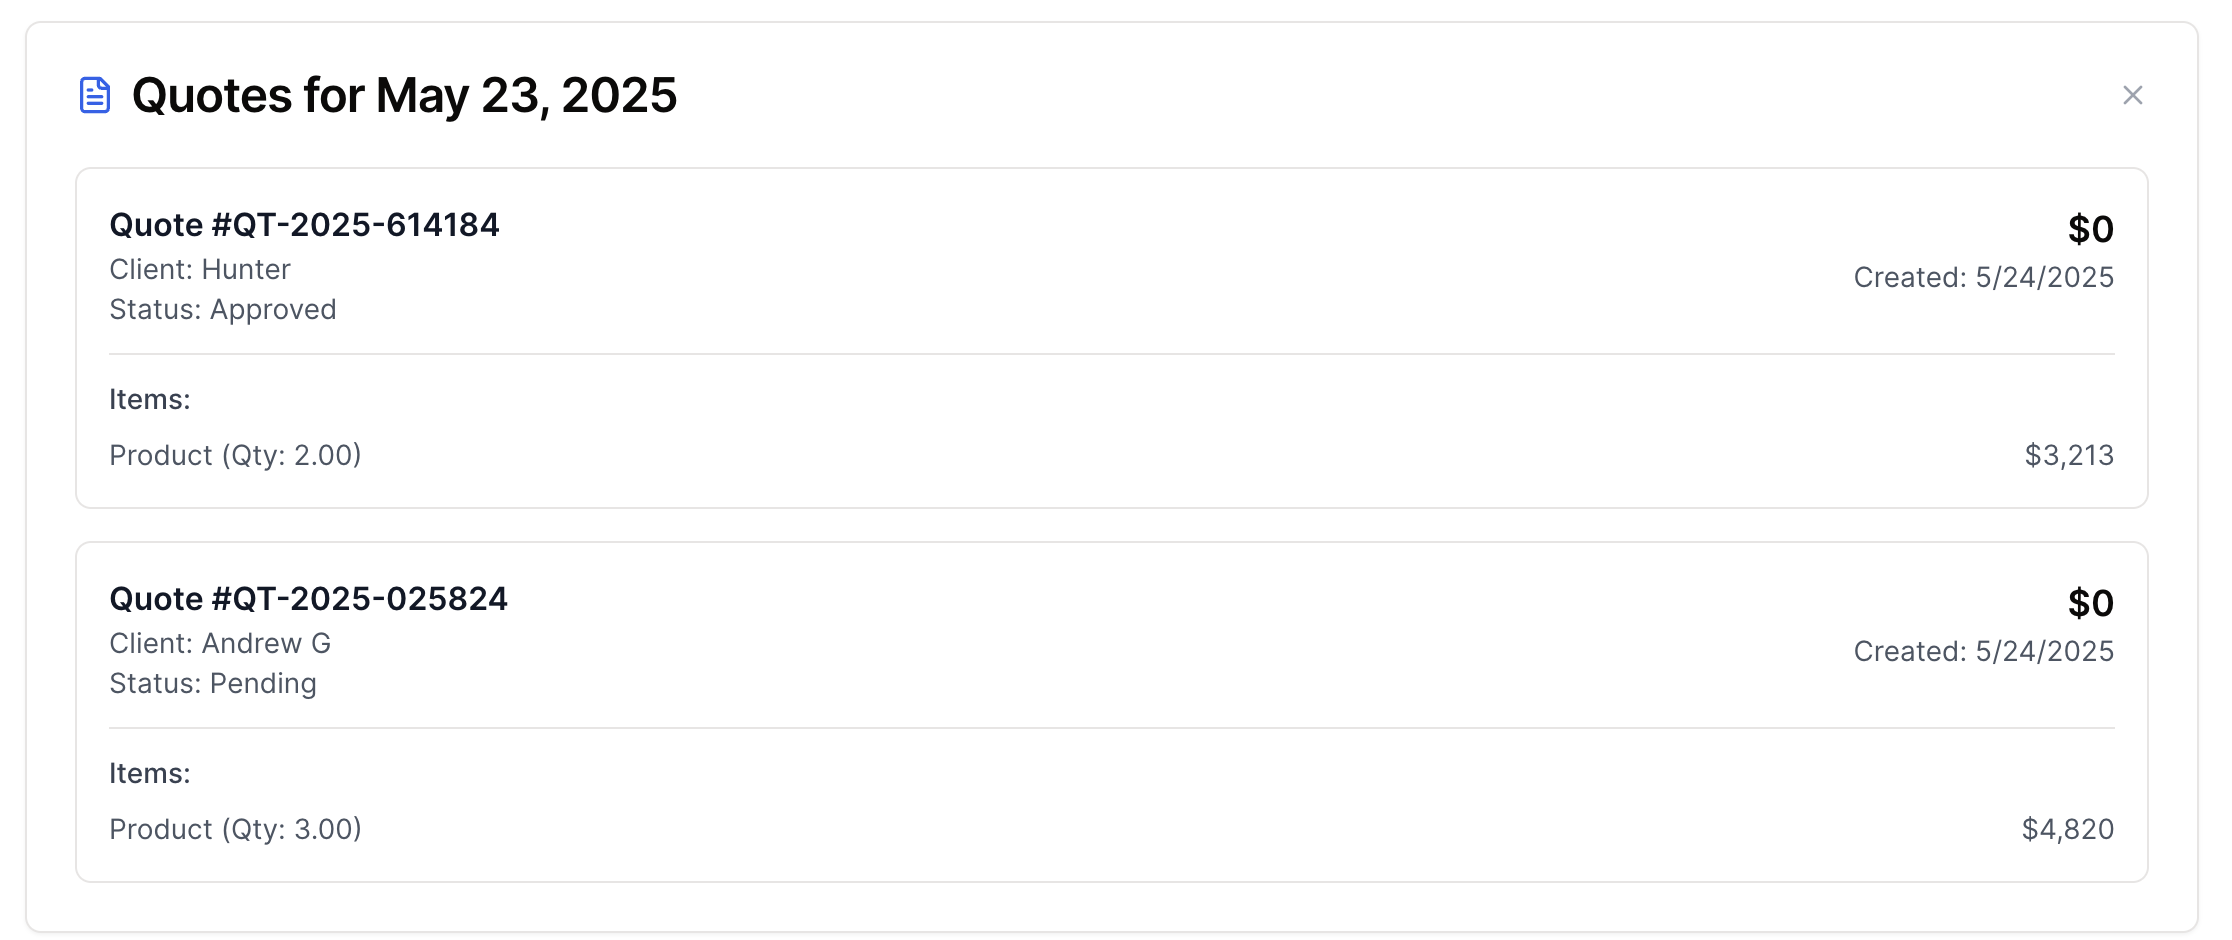 Quotes for May 23, 2025
Quote #QT-2025-614184
$0
Client: Hunter
Created: 5/24/2025
Status: Approved
Items:
Product (Qty: 2.00)
$3,213
Quote #QT-2025-025824
$0
Client: Andrew G
Created: 5/24/2025
Status: Pending
Items:
Product (Qty: 3.00)
$4,820